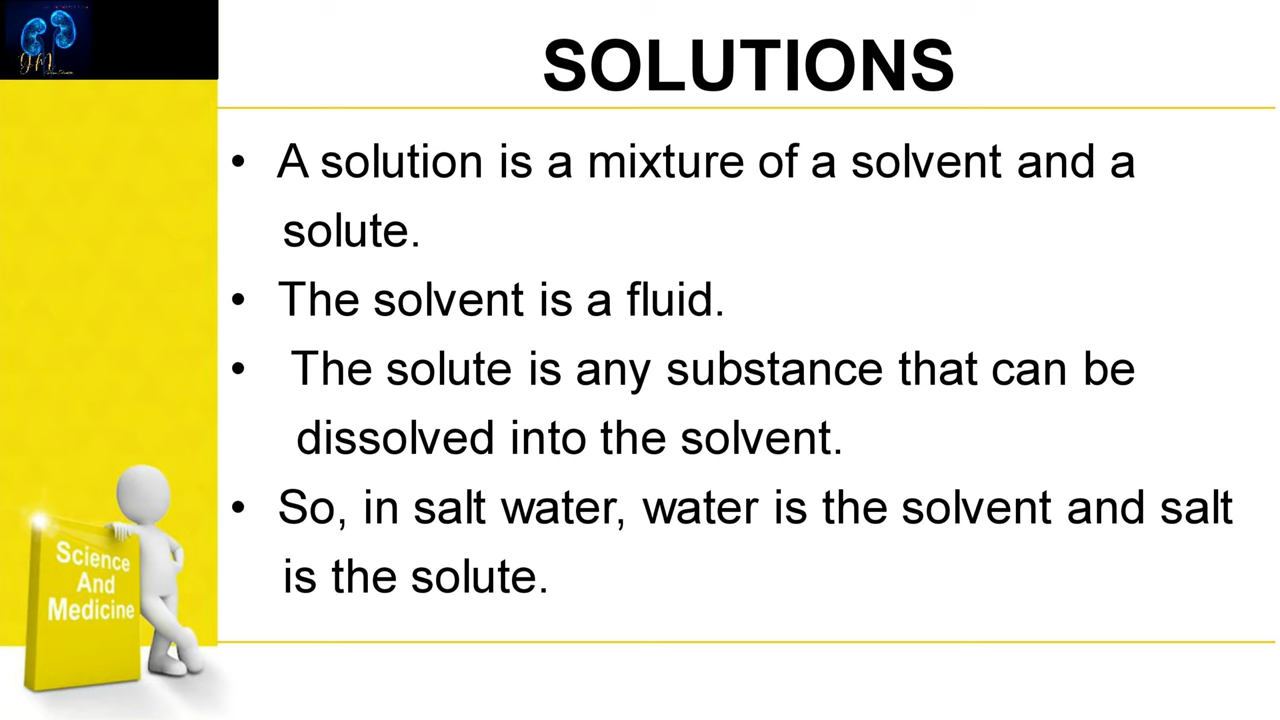 JM
SOLUTIONS
• A solution is a mixture of a solvent and a
solute.
• The solvent is a fluid.
• The solute is any substance that can be
dissolved into the solvent.
• So, in salt water, water is the solvent and salt
is the solute.
Science
And
Medicine